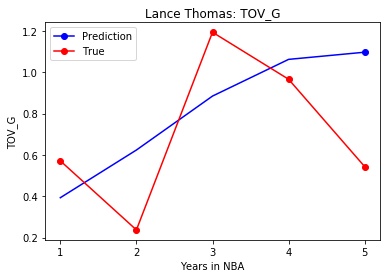 Lance Thomas: TOV_G
Prediction
True
TOV_G
1.2
1.0
0.8
0.6
0.4
0.2
1 2 3 4 5
Years in NBA